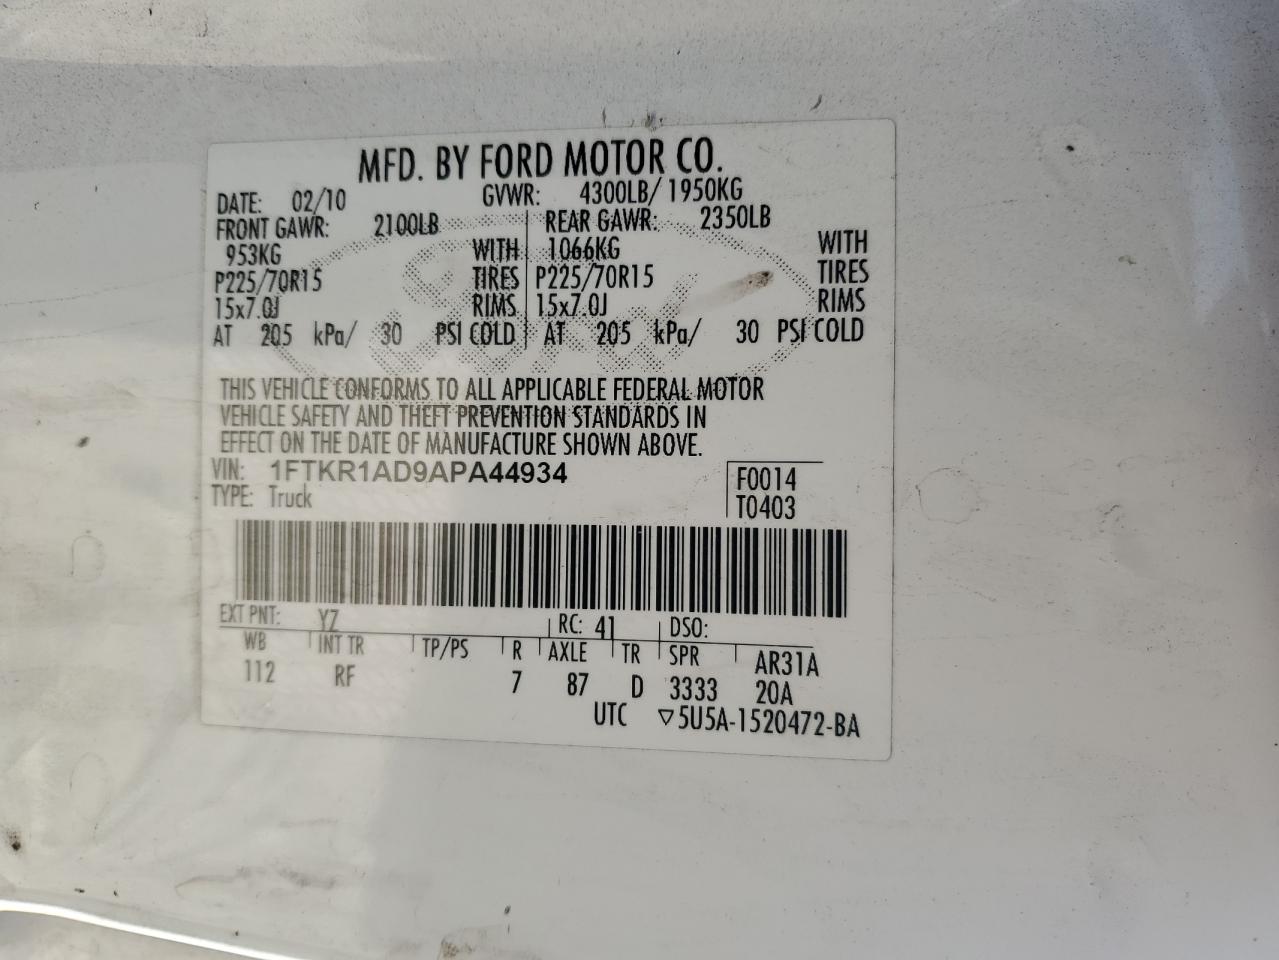 MFD. BY FORD MOTOR CO.
DATE: 02/10 GVWR: 4300LB/ 1950KG
FRONT GAWR: 2100LB REAR GAWR: 2350LB
953KG WITH 1066KG WITH
P225/70R15 TIRES P225/70R15 TIRES
15x7.0J RIMS 15x7.0J RIMS
AT 205 kPa/ 30 PSI COLD AT 205 kPa/ 30 PSI COLD
THIS VEHICLE CONFORMS TO ALL APPLICABLE FEDERAL MOTOR
VEHICLE SAFETY AND THEFT PREVENTION STANDARDS IN
EFFECT ON THE DATE OF MANUFACTURE SHOWN ABOVE.
VIN: 1FTKR1AD9APA44934 F0014
TYPE: Truck T0403
EXT PNT: YZ RC: 41 DSO:
WB INT TR TP/PS R AXLE TR SPR AR31A
112 RF 7 87 D 3333 20A
UTC ▽5U5A-1520472-BA